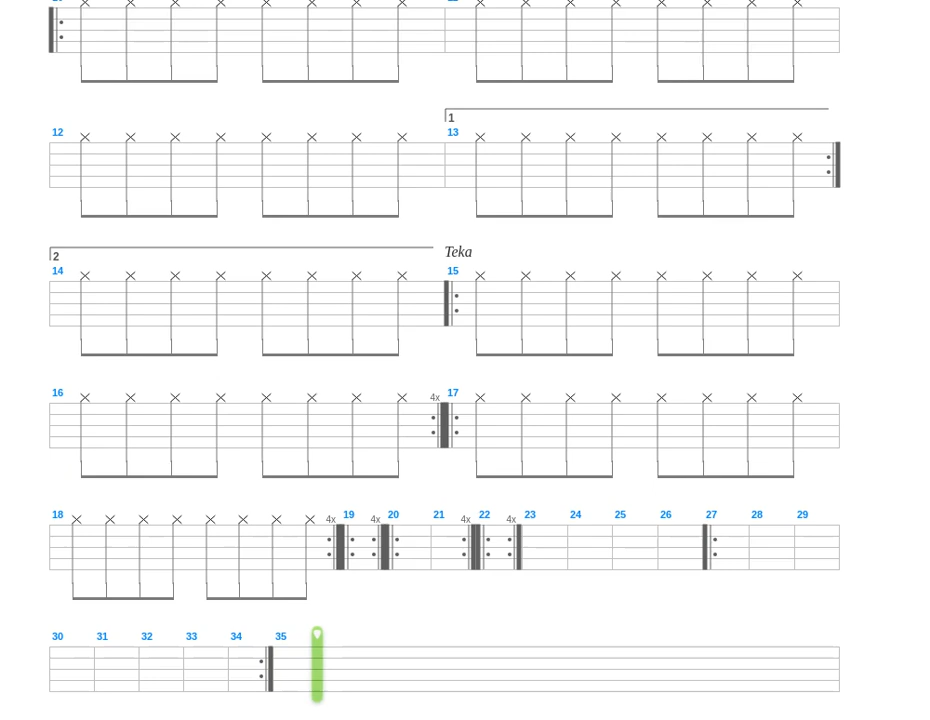 12 1 13
2 Teka
14 15
16 4x 17
18 4x 19 4x 20 21 4x 22 4x 23 24 25 26 27 28 29
30 31 32 33 34 35